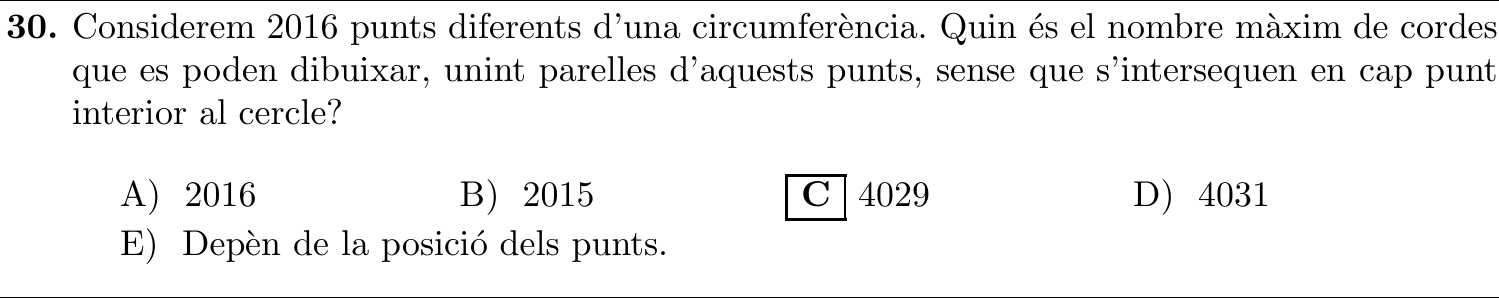 30. Considerem 2016 punts diferents d'una circumferència. Quin és el nombre màxim de cordes
que es poden dibuixar, unint parelles d'aquests punts, sense que s'intersequen en cap punt
interior al cercle?
A) 2016 B) 2015 C 4029 D) 4031
E) Depèn de la posició dels punts.